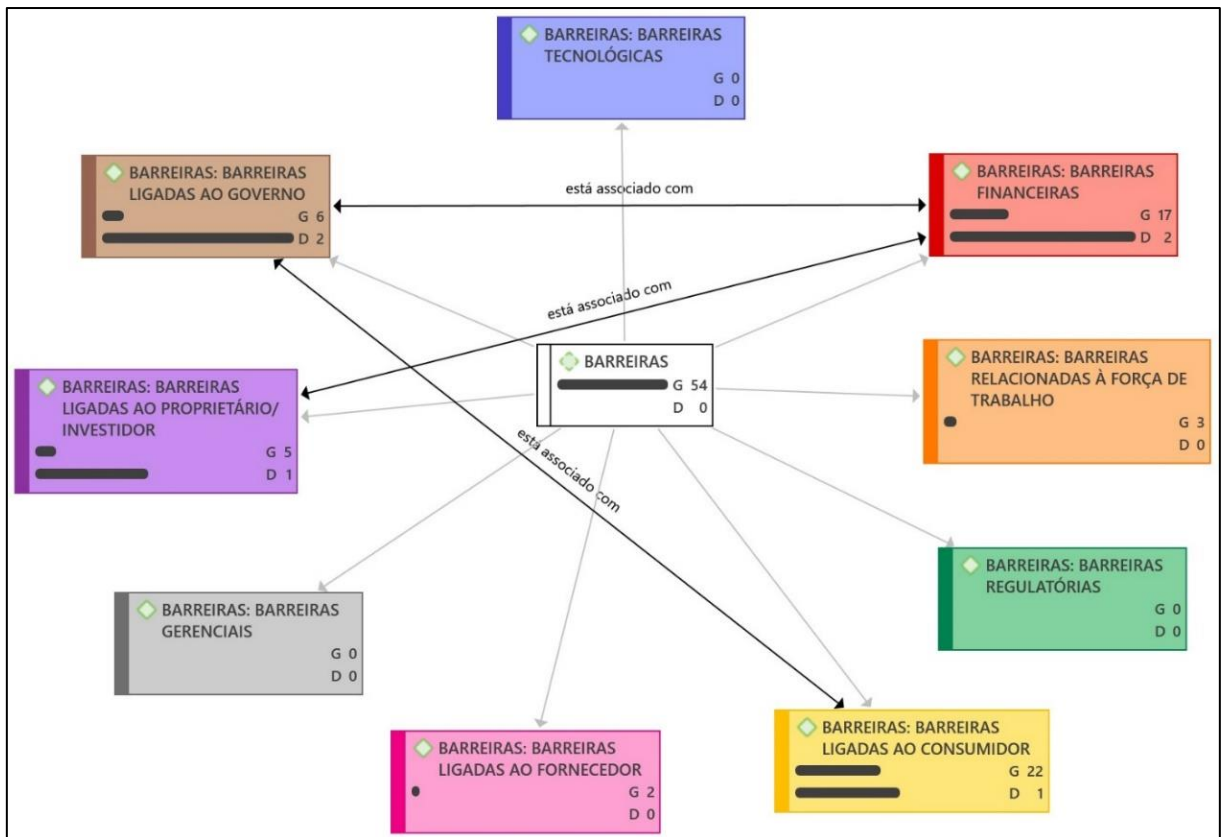 BARREIRAS: BARREIRAS
TECNOLÓGICAS
G 0
D 0
BARREIRAS: BARREIRAS
LIGADAS AO GOVERNO
G 6
D 2
está associado com
BARREIRAS: BARREIRAS
FINANCEIRAS
G 17
D 2
está associado com
BARREIRAS
G 54
D 0
BARREIRAS: BARREIRAS
RELACIONADAS À FORÇA DE
TRABALHO
G 3
D 0
BARREIRAS: BARREIRAS
LIGADAS AO PROPRIETÁRIO/
INVESTIDOR
G 5
D 1
está associado com
BARREIRAS: BARREIRAS
REGULATÓRIAS
G 0
D 0
BARREIRAS: BARREIRAS
GERENCIAIS
G 0
D 0
BARREIRAS: BARREIRAS
LIGADAS AO FORNECEDOR
G 2
D 0
BARREIRAS: BARREIRAS
LIGADAS AO CONSUMIDOR
G 22
D 1